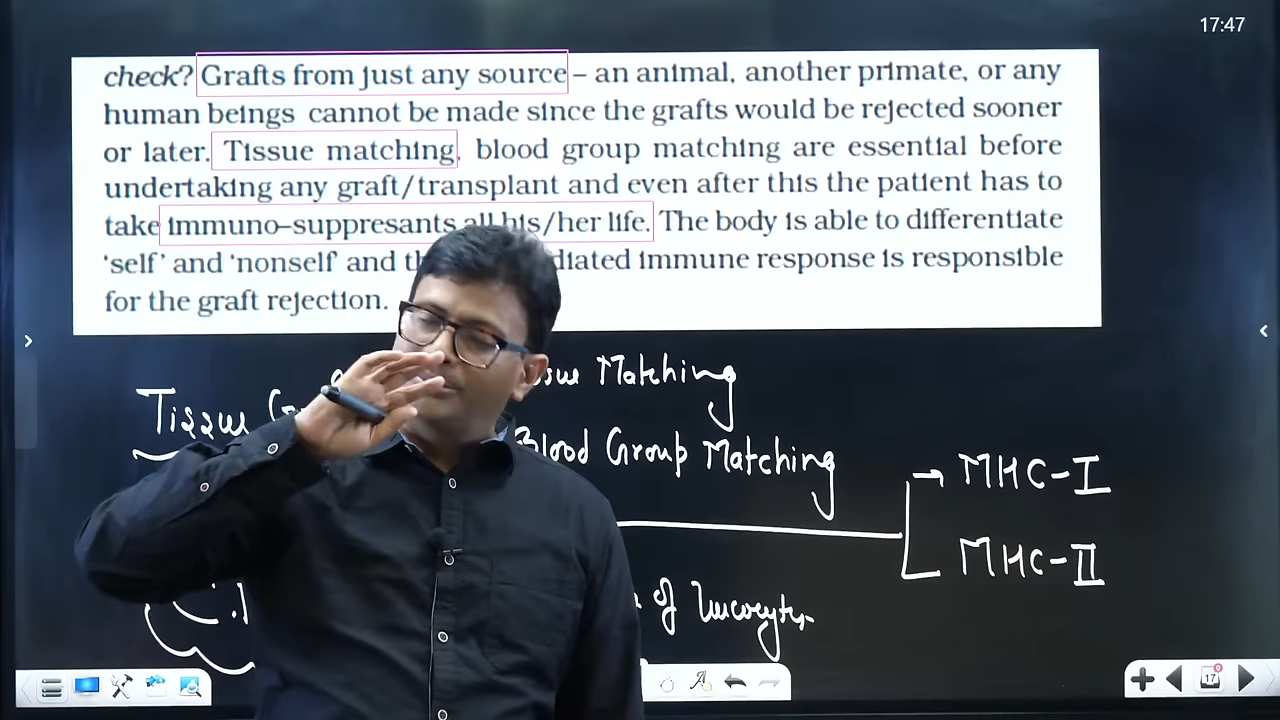 17:47
check? Grafts from just any source – an animal, another primate, or any
human beings cannot be made since the grafts would be rejected sooner
or later. Tissue matching, blood group matching are essential before
undertaking any graft/transplant and even after this the patient has to
take immuno–suppresants all his/her life. The body is able to differentiate
‘self’ and ‘nonself’ and diated immune response is responsible
for the graft rejection.
Matching
Tissue
Blood Group Matching
→ MHC-I
MHC-II
of
17